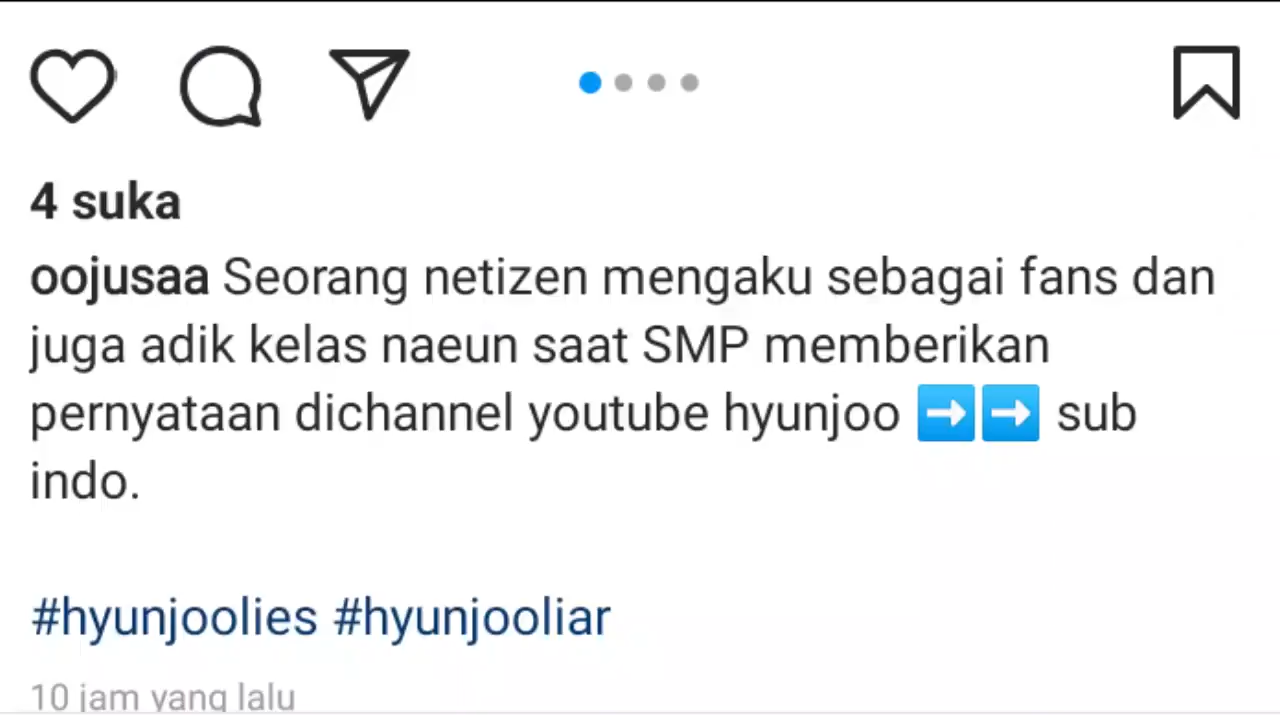 4 suka
oojusaa Seorang netizen mengaku sebagai fans dan
juga adik kelas naeun saat SMP memberikan
pernyataan dichannel youtube hyunjoo ➡️➡️ sub
indo.
#hyunjoolies #hyunjooliar
10 jam yang lalu